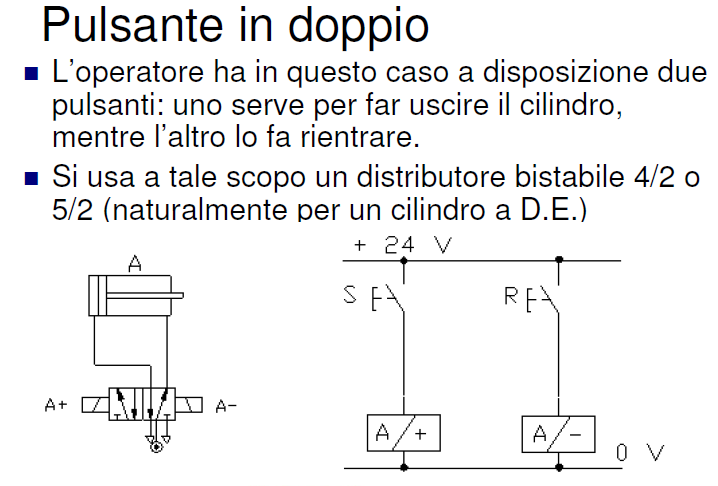 Pulsante in doppio
L'operatore ha in questo caso a disposizione due
pulsanti: uno serve per far uscire il cilindro,
mentre l'altro lo fa rientrare.
Si usa a tale scopo un distributore bistabile 4/2 o
5/2 (naturalmente per un cilindro a D.E.)
+ 24 V
A
S
R
A+
A-
A/+
A/-
0 V